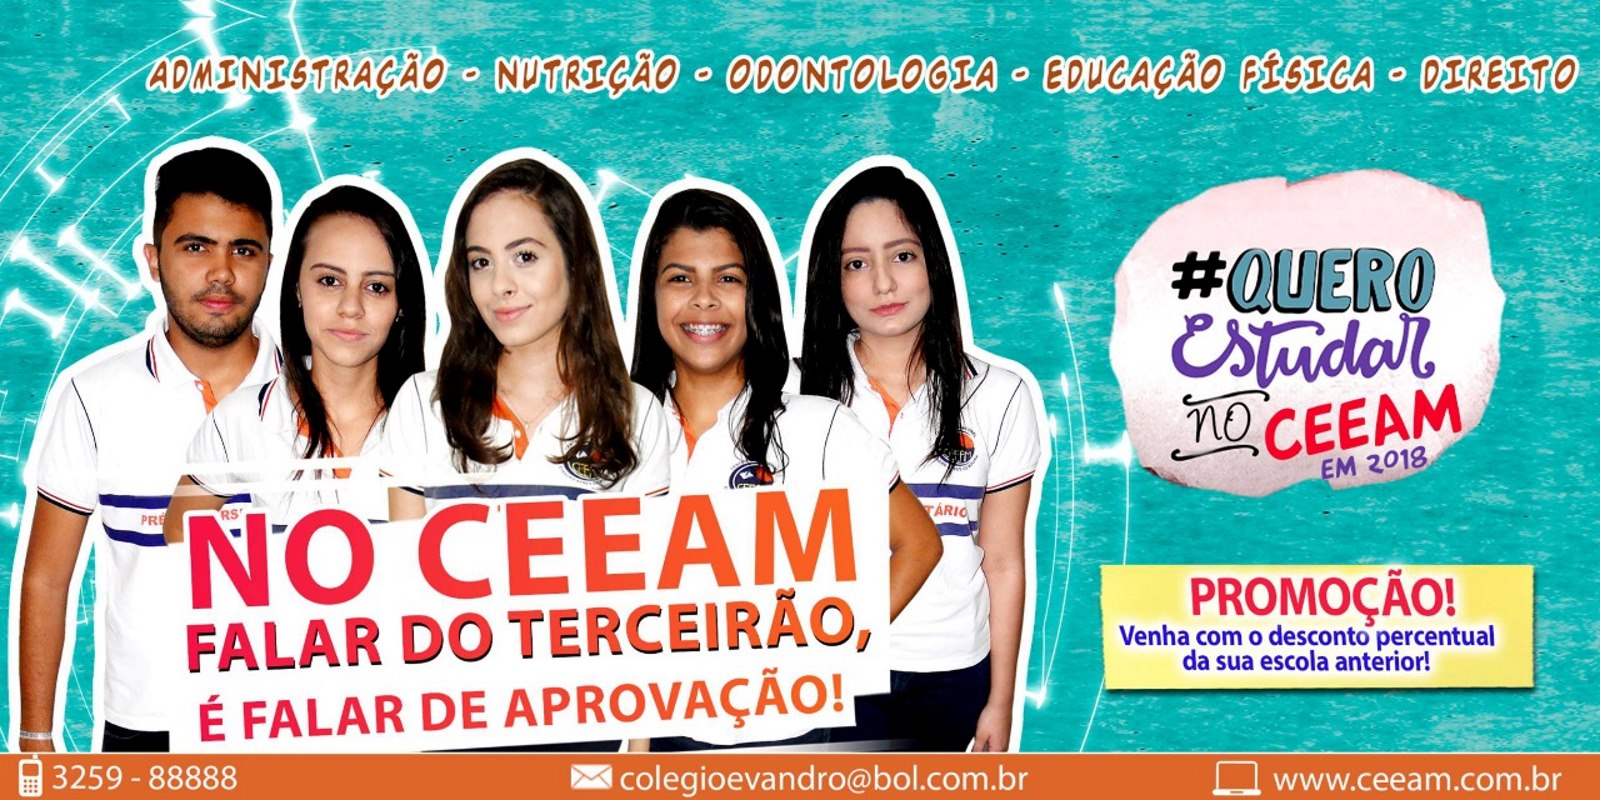 ADMINISTRAÇÃO - NUTRIÇÃO - ODONTOLOGIA - EDUCAÇÃO FÍSICA - DIREITO
#QUERO
Estudar
NO CEEAM
EM 2018
NO CEEAM
FALAR DO TERCEIRÃO,
É FALAR DE APROVAÇÃO!
PROMOÇÃO!
Venha com o desconto percentual
da sua escola anterior!
3259 - 88888
colegioevandro@bol.com.br
www.ceeam.com.br